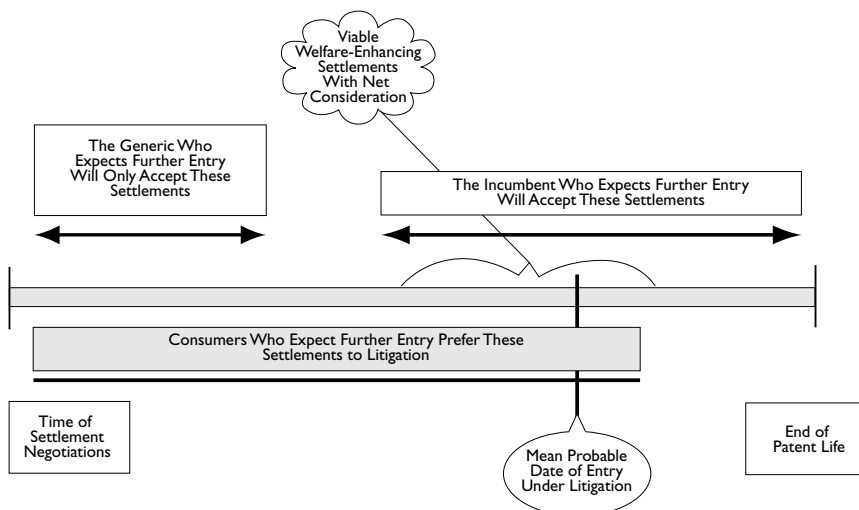 Viable
Welfare-Enhancing
Settlements
With Net
Consideration
The Generic Who
Expects Further Entry
Will Only Accept These
Settlements
The Incumbent Who Expects Further Entry
Will Accept These Settlements
Consumers Who Expect Further Entry Prefer These
Settlements to Litigation
Time of
Settlement
Negotiations
Mean Probable
Date of Entry
Under Litigation
End of
Patent Life